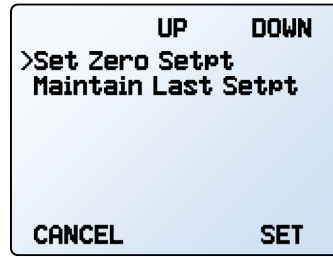 UP DOWN
>Set Zero Setpt
Maintain Last Setpt
CANCEL SET